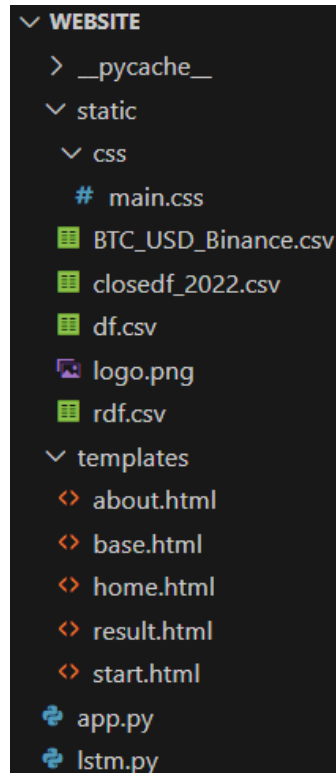 WEBSITE
__pycache__
static
css
# main.css
BTC_USD_Binance.csv
closedf_2022.csv
df.csv
logo.png
rdf.csv
templates
<> about.html
<> base.html
<> home.html
<> result.html
<> start.html
app.py
lstm.py